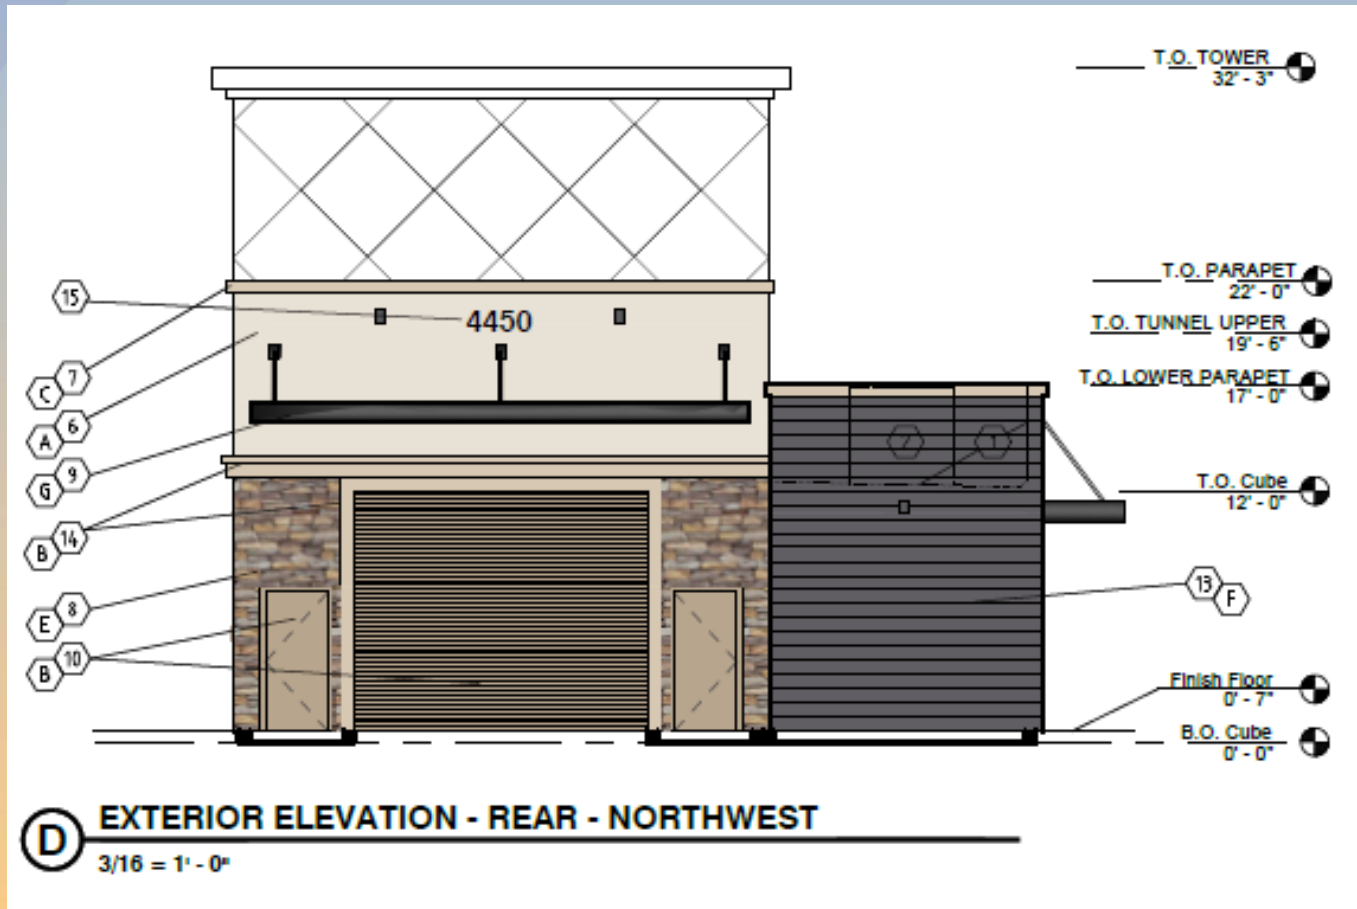 T.O. TOWER
32' - 3"
T.O. PARAPET
22' - 0"
15
4450
T.O. TUNNEL UPPER
19' - 6"
T.O. LOWER PARAPET
17' - 0"
7
C
6
A
7
1
9
G
T.O. Cube
12' - 0"
14
B
13
F
8
E
10
B
Finish Floor
0' - 7"
B.O. Cube
0' - 0"
D
EXTERIOR ELEVATION - REAR - NORTHWEST
3/16 = 1' - 0"